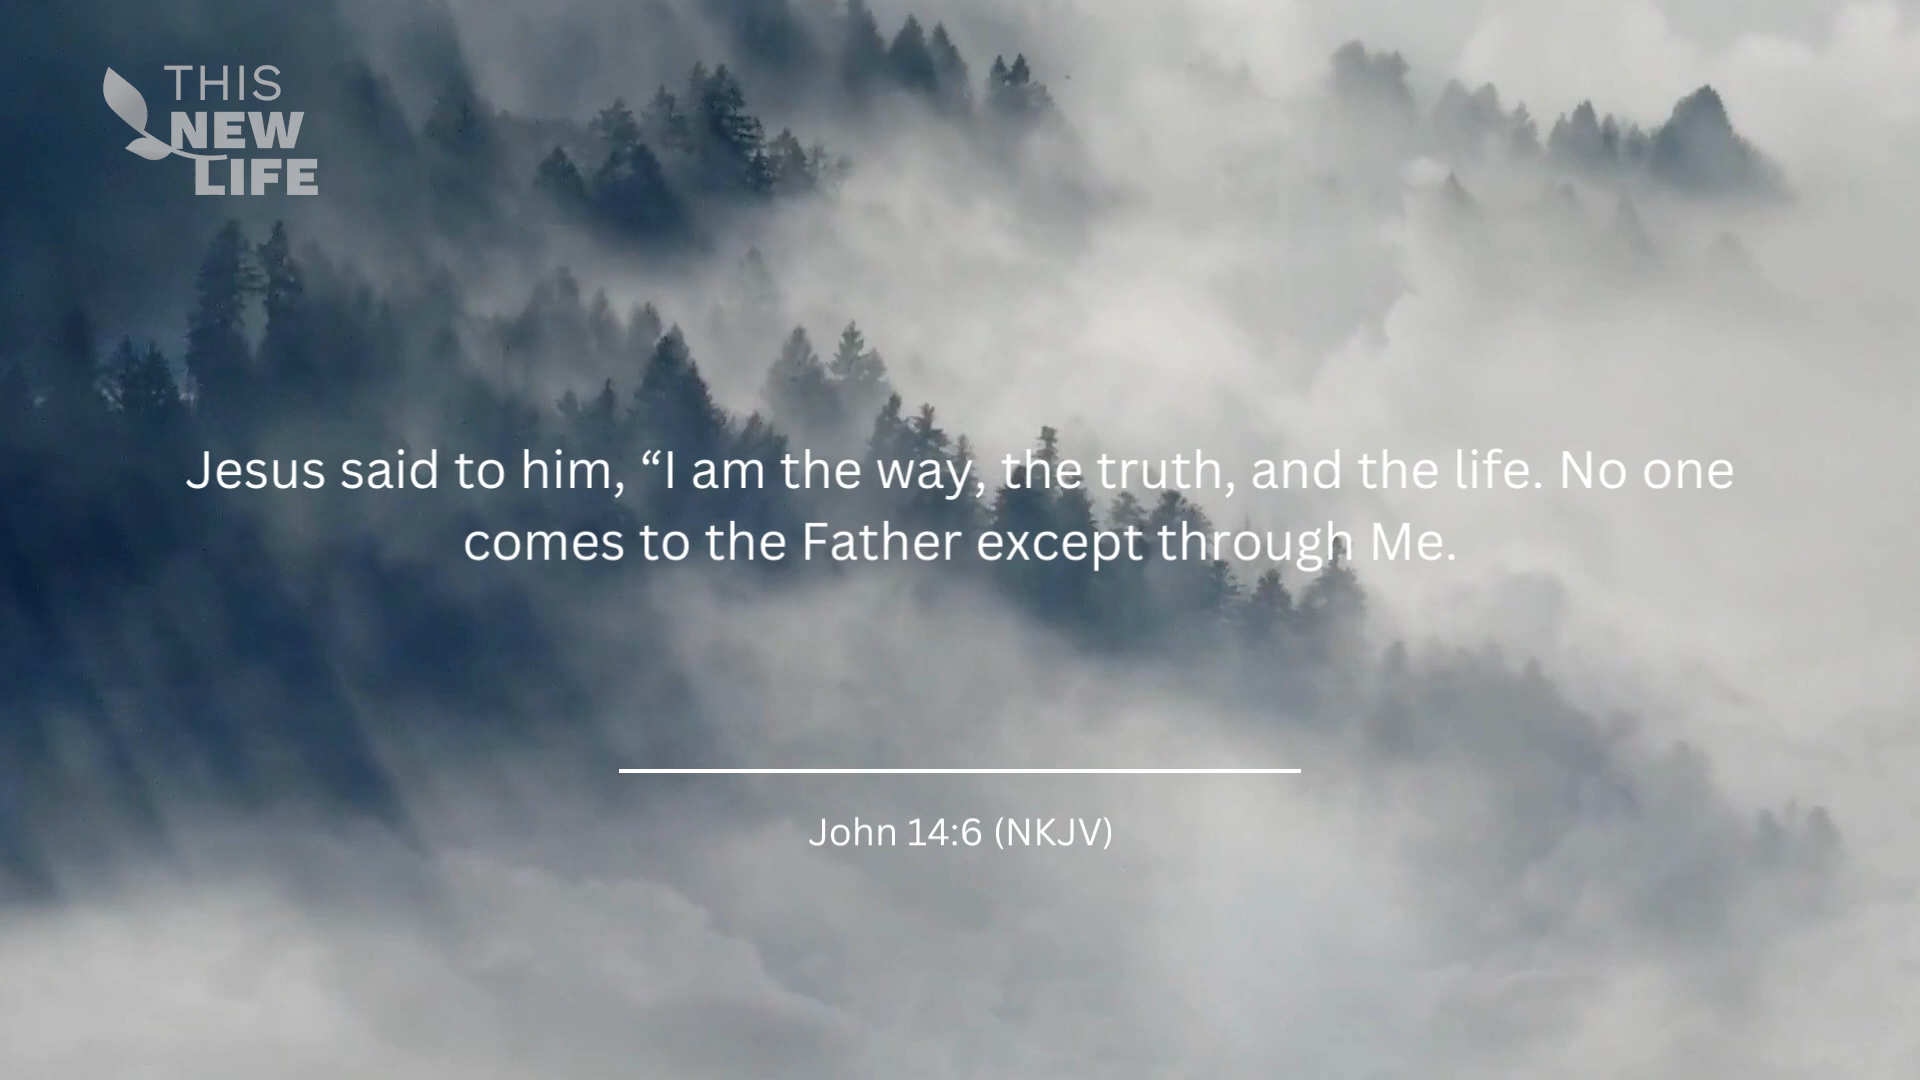 THIS
NEW
LIFE
Jesus said to him, “I am the way, the truth, and the life. No one
comes to the Father except through Me.
John 14:6 (NKJV)